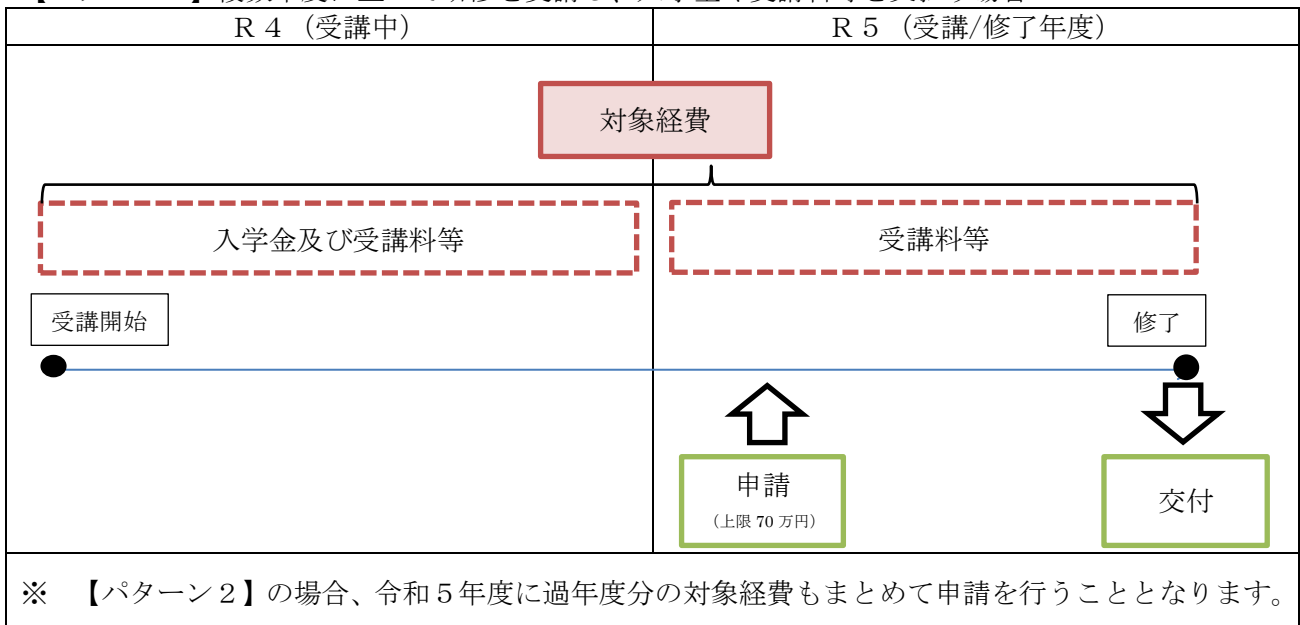 R4（受講中）
R5（受講/修了年度）
対象経費
入学金及び受講料等
受講料等
受講開始
修了
申請
（上限 70 万円）
交付
※　【パターン２】の場合、令和５年度に過年度分の対象経費もまとめて申請を行うこととなります。